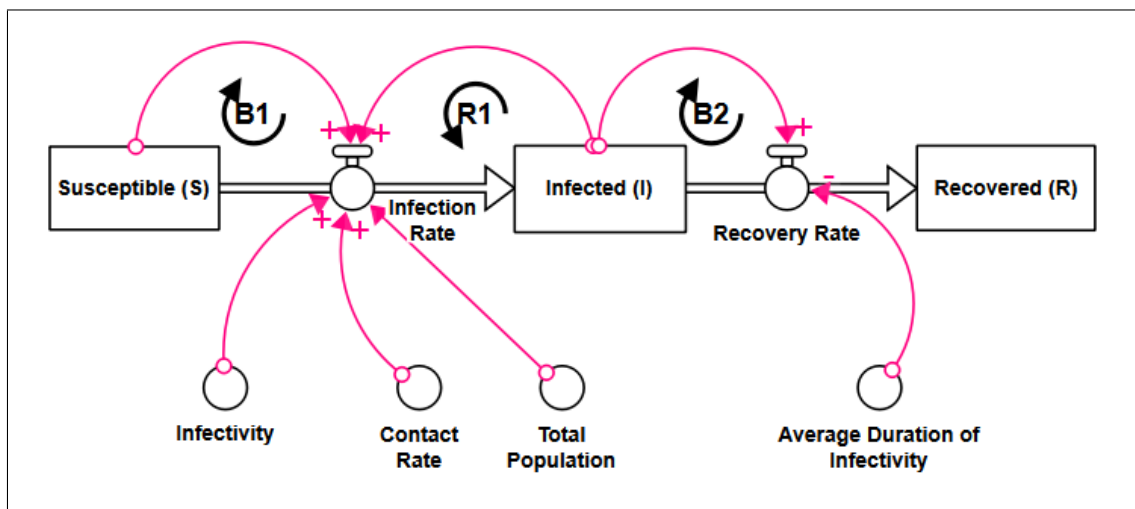 B1
R1
B2
+
+
+
Susceptible (S)
Infection
Rate
Infected (I)
-
Recovery Rate
Recovered (R)
+
+
Infectivity
Contact
Rate
Total
Population
Average Duration of
Infectivity